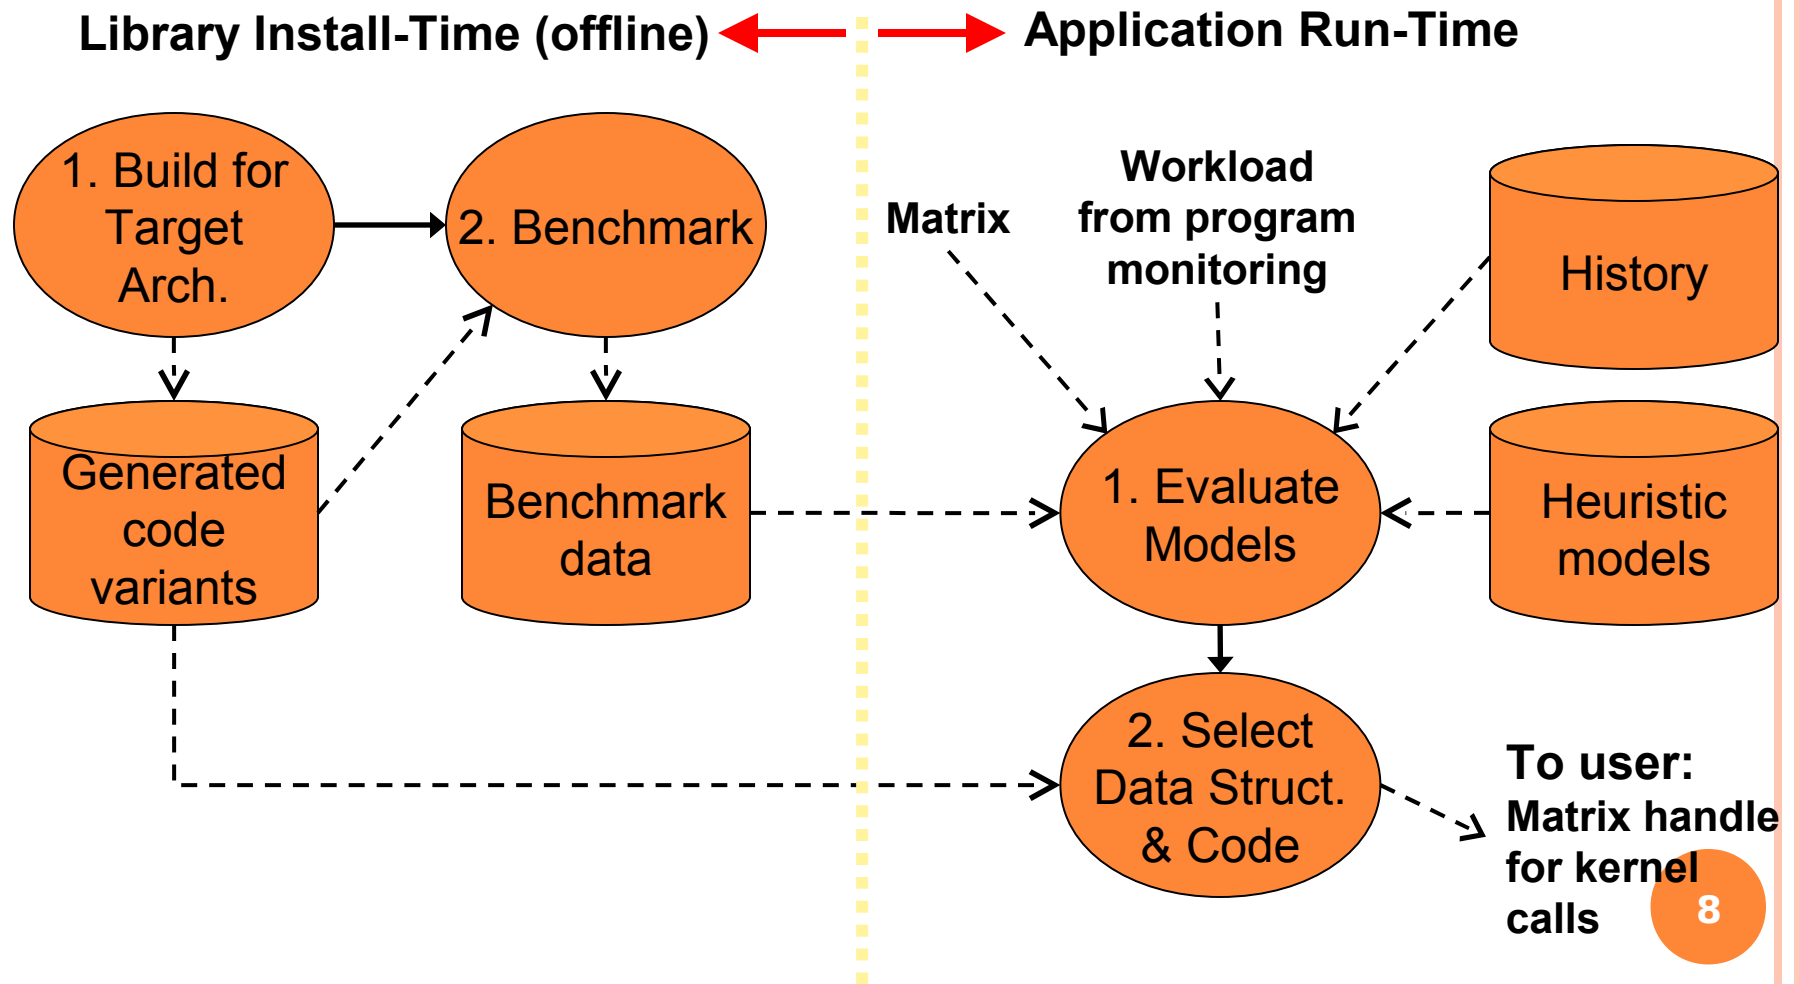 Library Install-Time (offline)
Application Run-Time
1. Build for
Target
Arch.
2. Benchmark
Generated
code
variants
Benchmark
data
Matrix
Workload
from program
monitoring
History
1. Evaluate
Models
Heuristic
models
2. Select
Data Struct.
& Code
To user:
Matrix handle
for kernel
calls
8